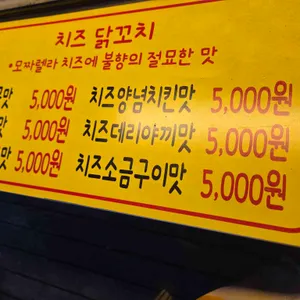 치즈 닭꼬치
*모짜렐라 치즈에 불향의 절묘한 맛
맛 5,000원 치즈양념치킨맛 5,000원
맛 5,000원 치즈데리야끼맛 5,000원
맛 5,000원 치즈소금구이맛 5,000원